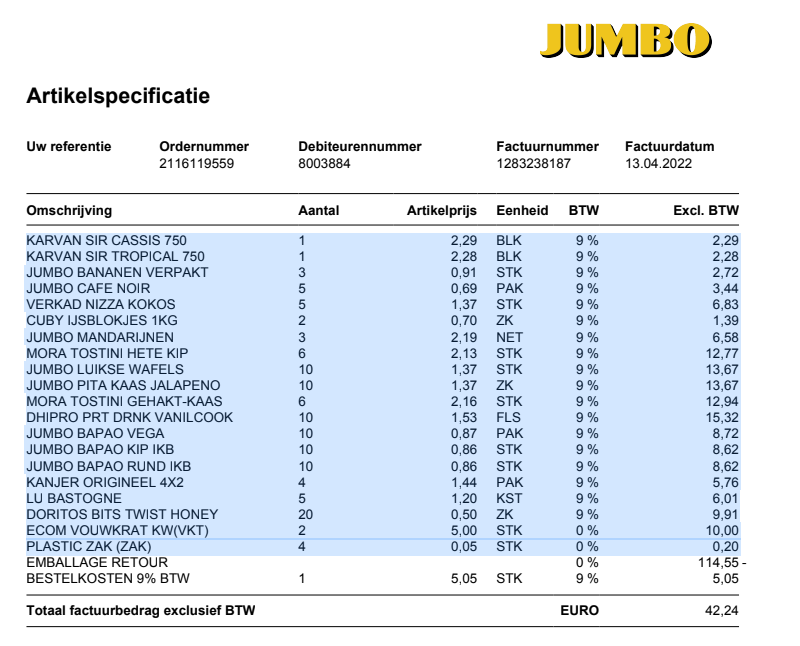 JUMBO
Artikelspecificatie
Uw referentie Ordernummer Debiteurennummer Factuurnummer Factuurdatum
2116119559 8003884 1283238187 13.04.2022
Omschrijving Aantal Artikelprijs Eenheid BTW Excl. BTW
KARVAN SIR CASSIS 750 1 2,29 BLK 9 % 2,29
KARVAN SIR TROPICAL 750 1 2,28 BLK 9 % 2,28
JUMBO BANANEN VERPAKT 3 0,91 STK 9 % 2,72
JUMBO CAFE NOIR 5 0,69 PAK 9 % 3,44
VERKAD NIZZA KOKOS 5 1,37 STK 9 % 6,83
CUBY IJSBLOKJES 1KG 2 0,70 ZK 9 % 1,39
JUMBO MANDARIJNEN 3 2,19 NET 9 % 6,58
MORA TOSTINI HETE KIP 6 2,13 STK 9 % 12,77
JUMBO LUIKSE WAFELS 10 1,37 STK 9 % 13,67
JUMBO PITA KAAS JALAPENO 10 1,37 ZK 9 % 13,67
MORA TOSTINI GEHAKT-KAAS 6 2,16 STK 9 % 12,94
DHIPRO PRT DRNK VANILCOOK 10 1,53 FLS 9 % 15,32
JUMBO BAPAO VEGA 10 0,87 PAK 9 % 8,72
JUMBO BAPAO KIP IKB 10 0,86 STK 9 % 8,62
JUMBO BAPAO RUND IKB 10 0,86 STK 9 % 8,62
KANJER ORIGINEEL 4X2 4 1,44 PAK 9 % 5,76
LU BASTOGNE 5 1,20 KST 9 % 6,01
DORITOS BITS TWIST HONEY 20 0,50 ZK 9 % 9,91
ECOM VOUWKRAT KW(VKT) 2 5,00 STK 0 % 10,00
PLASTIC ZAK (ZAK) 4 0,05 STK 0 % 0,20
EMBALLAGE RETOUR 0 % 114,55 -
BESTELKOSTEN 9% BTW 1 5,05 STK 9 % 5,05
Totaal factuurbedrag exclusief BTW EURO 42,24